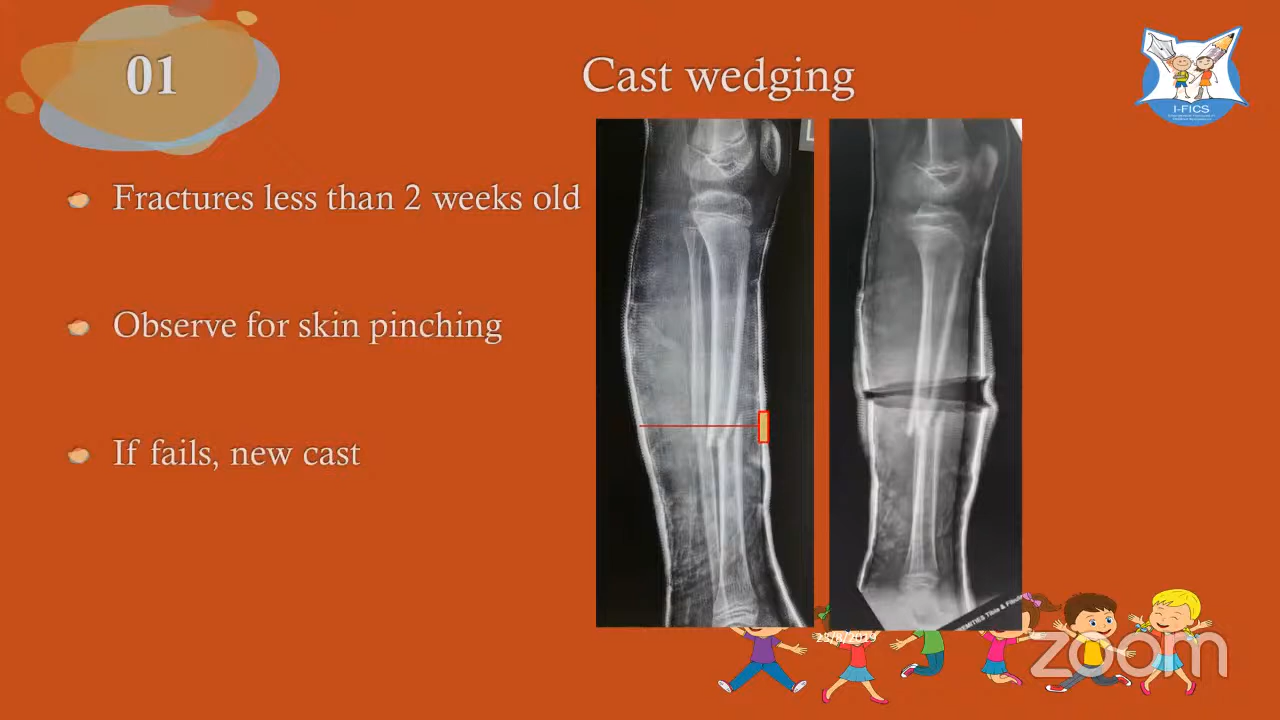 01
Cast wedging
I-FICS
Fractures less than 2 weeks old
Observe for skin pinching
If fails, new cast
L
zoom